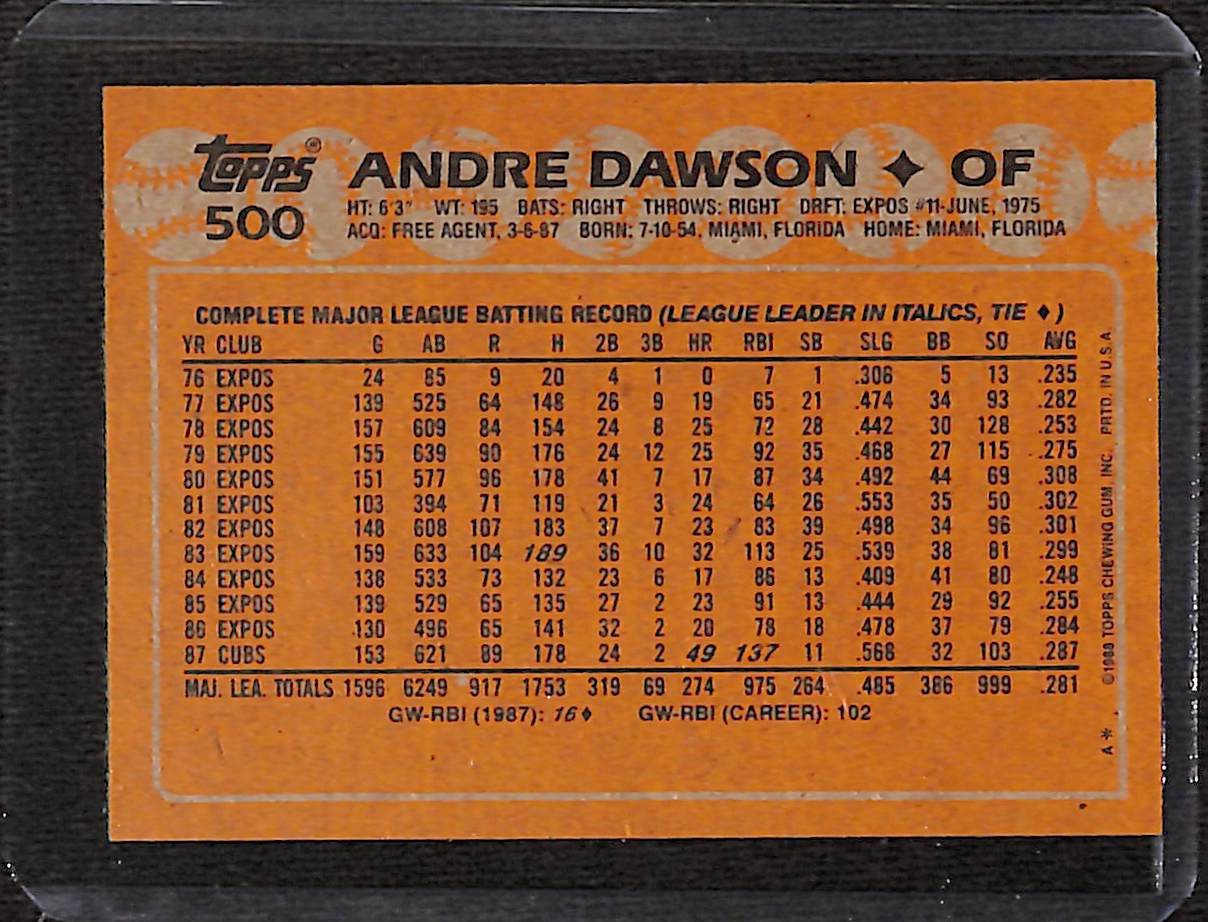 Topps® ANDRE DAWSON ✦ OF
500 HT: 6'3" WT: 195 BATS: RIGHT THROWS: RIGHT DRFT: EXPOS #11-JUNE, 1975
ACQ: FREE AGENT, 3-6-87 BORN: 7-10-54, MIAMI, FLORIDA HOME: MIAMI, FLORIDA
COMPLETE MAJOR LEAGUE BATTING RECORD (LEAGUE LEADER IN ITALICS, TIE ♦)
YR CLUB G AB R H 2B 3B HR RBI SB SLG BB SO AVG
76 EXPOS 24 85 9 20 4 1 0 7 1 .306 5 13 .235
77 EXPOS 139 525 64 148 26 9 19 65 21 .474 34 93 .282
78 EXPOS 157 609 84 154 24 8 25 72 28 .442 30 128 .253
79 EXPOS 155 639 90 176 24 12 25 92 35 .468 27 115 .275
80 EXPOS 151 577 96 178 41 7 17 87 34 .492 44 69 .308
81 EXPOS 103 394 71 119 21 3 24 64 26 .553 35 50 .302
82 EXPOS 148 608 107 183 37 7 23 83 39 .498 34 96 .301
83 EXPOS 159 633 104 189 36 10 32 113 25 .539 38 81 .299
84 EXPOS 138 533 73 132 23 6 17 86 13 .409 41 80 .248
85 EXPOS 139 529 65 135 27 2 23 91 13 .444 29 92 .255
86 EXPOS 130 496 65 141 32 2 20 78 18 .478 37 79 .284
87 CUBS 153 621 89 178 24 2 49 137 11 .568 32 103 .287
MAJ. LEA. TOTALS 1596 6249 917 1753 319 69 274 975 264 .485 386 999 .281
GW-RBI (1987): 16♦ GW-RBI (CAREER): 102
A* ©1988 TOPPS CHEWING GUM, INC. PRTD. IN U.S.A.